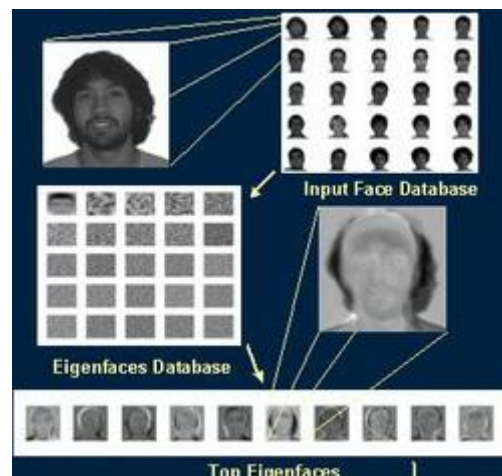 Input Face Database
Eigenfaces Database
Top Eigenfaces